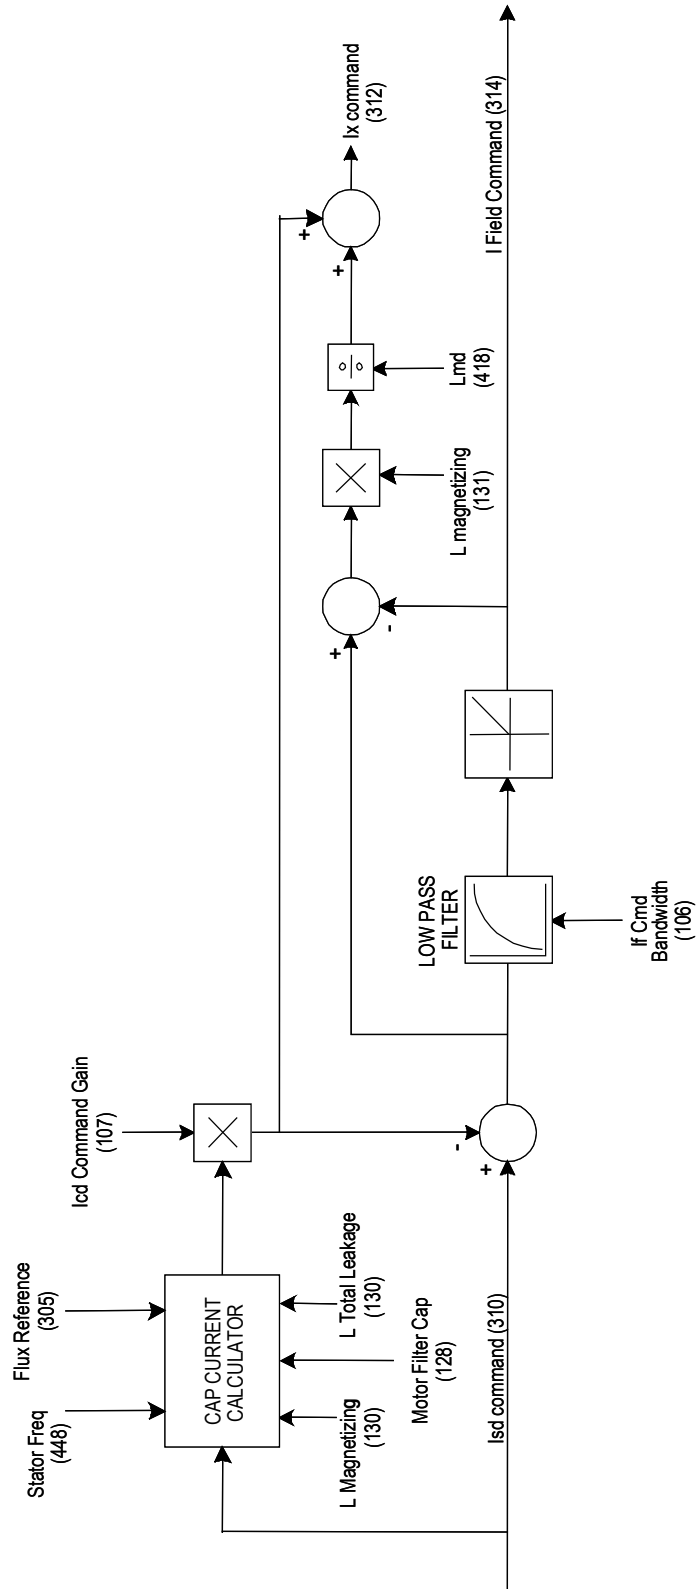 Stator Freq
(448)
Flux Reference
(305)
Icd Command Gain
(107)
CAP CURRENT
CALCULATOR
L Magnetizing
(130)
Motor Filter Cap
(128)
L Total Leakage
(130)
Isd command (310)
+
-
LOW PASS
FILTER
If Cmd
Bandwidth
(106)
+
-
L magnetizing
(131)
Lmd
(418)
+
+
Ix command
(312)
I Field Command (314)